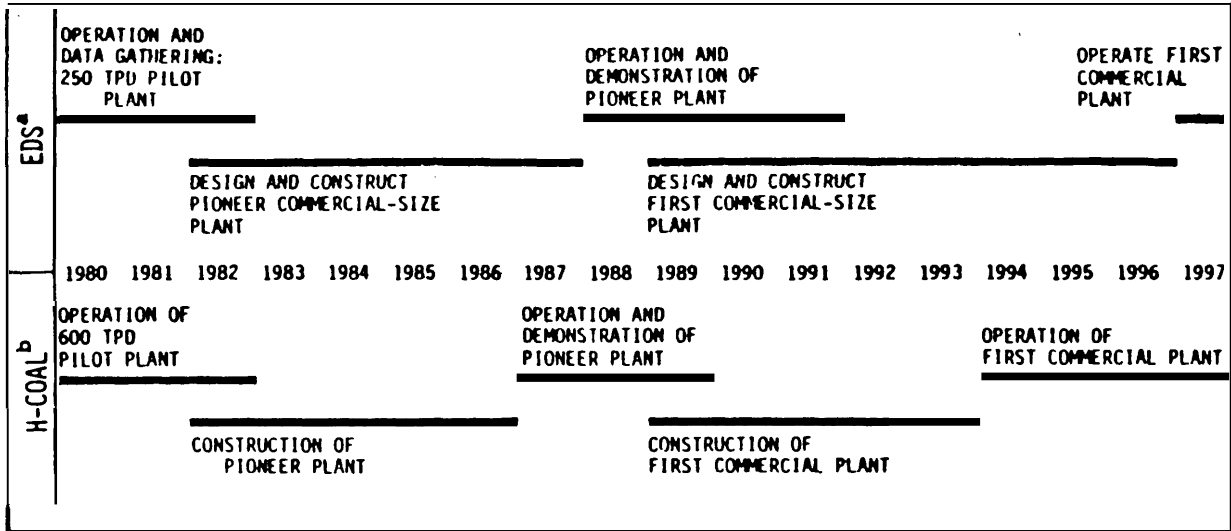 OPERATION AND
DATA GATHERING:
250 TPD PILOT
PLANT
OPERATION AND
DEMONSTRATION OF
PIONEER PLANT
OPERATE FIRST
COMMERCIAL
PLANT
EDSª
DESIGN AND CONSTRUCT
PIONEER COMMERCIAL-SIZE
PLANT
DESIGN AND CONSTRUCT
FIRST COMMERCIAL-SIZE
PLANT
1980 1981 1982 1983 1984 1985 1986 1987 1988 1989 1990 1991 1992 1993 1994 1995 1996 1997
OPERATION OF
600 TPD
PILOT PLANT
OPERATION AND
DEMONSTRATION OF
PIONEER PLANT
OPERATION OF
FIRST COMMERCIAL PLANT
H-COALᵇ
CONSTRUCTION OF
PIONEER PLANT
CONSTRUCTION OF
FIRST COMMERCIAL PLANT